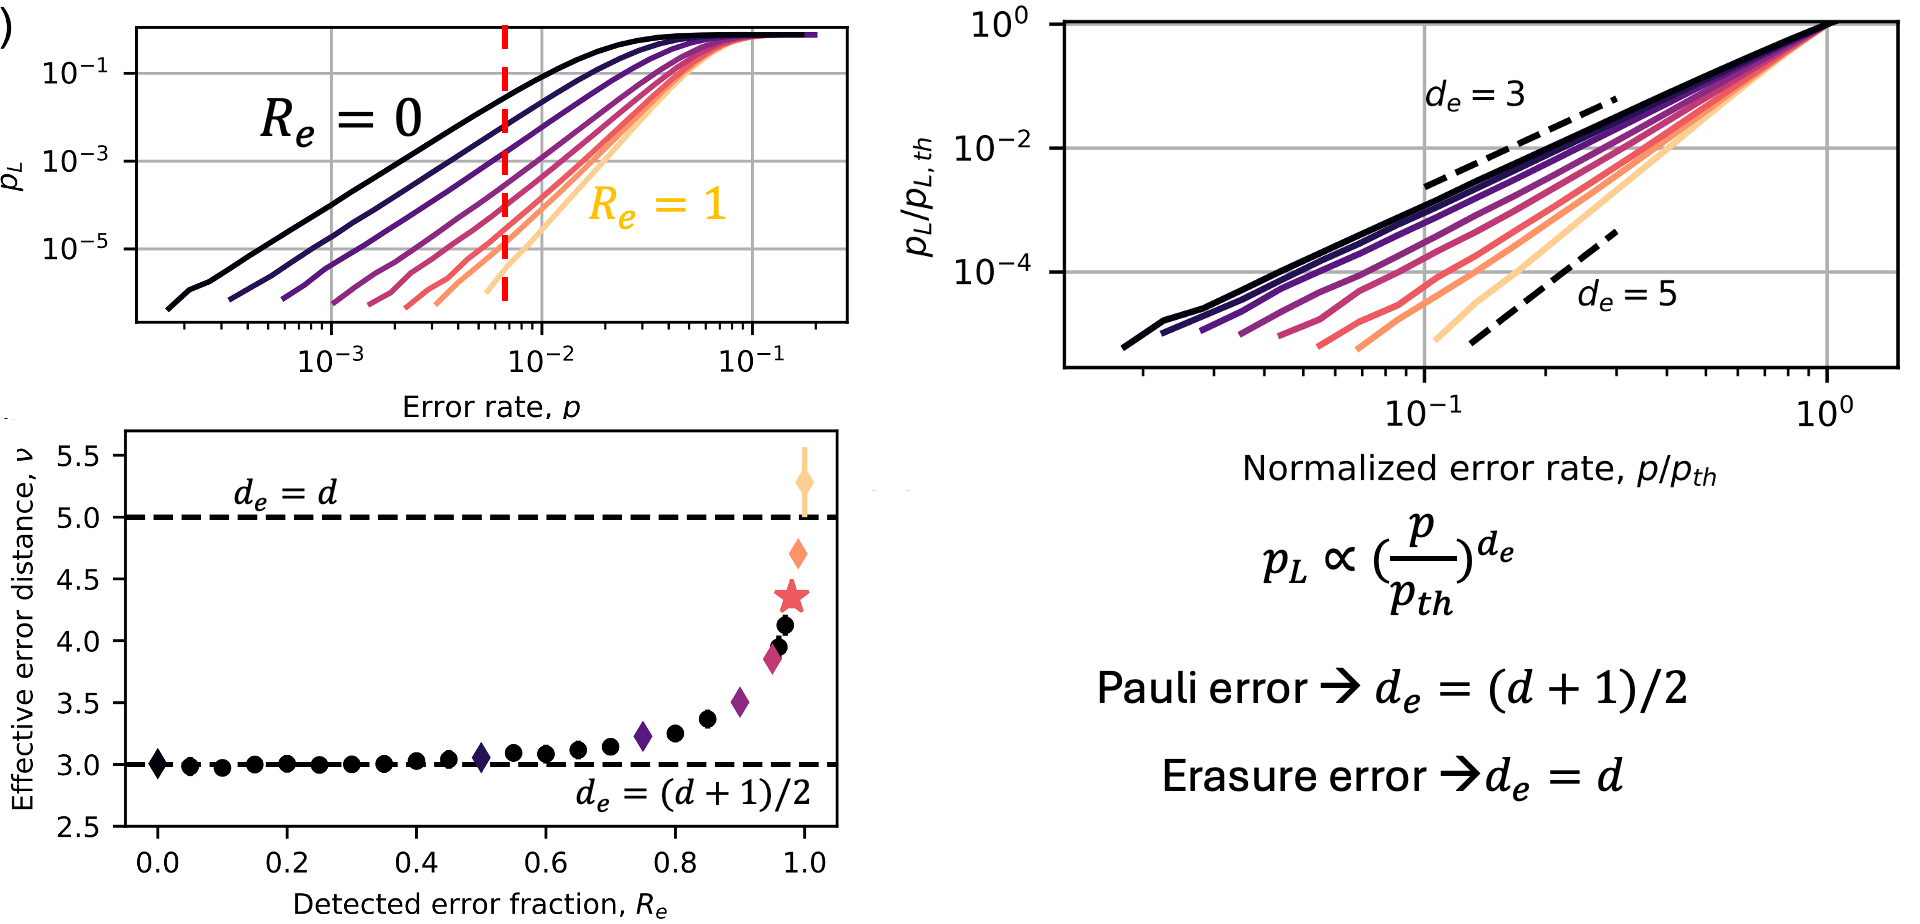 )
10⁻¹
10⁻³
10⁻⁵
p_L
R_e = 0
R_e = 1
10⁻³ 10⁻² 10⁻¹
Error rate, p
10⁰
10⁻²
10⁻⁴
p_L/p_{L,th}
d_e = 3
d_e = 5
10⁻¹ 10⁰
Normalized error rate, p/p_{th}
5.5
5.0
4.5
4.0
3.5
3.0
2.5
Effective error distance, ν
d_e = d
d_e = (d + 1)/2
0.0 0.2 0.4 0.6 0.8 1.0
Detected error fraction, R_e
p_L ∝ (p/p_{th})^{d_e}
Pauli error → d_e = (d + 1)/2
Erasure error → d_e = d